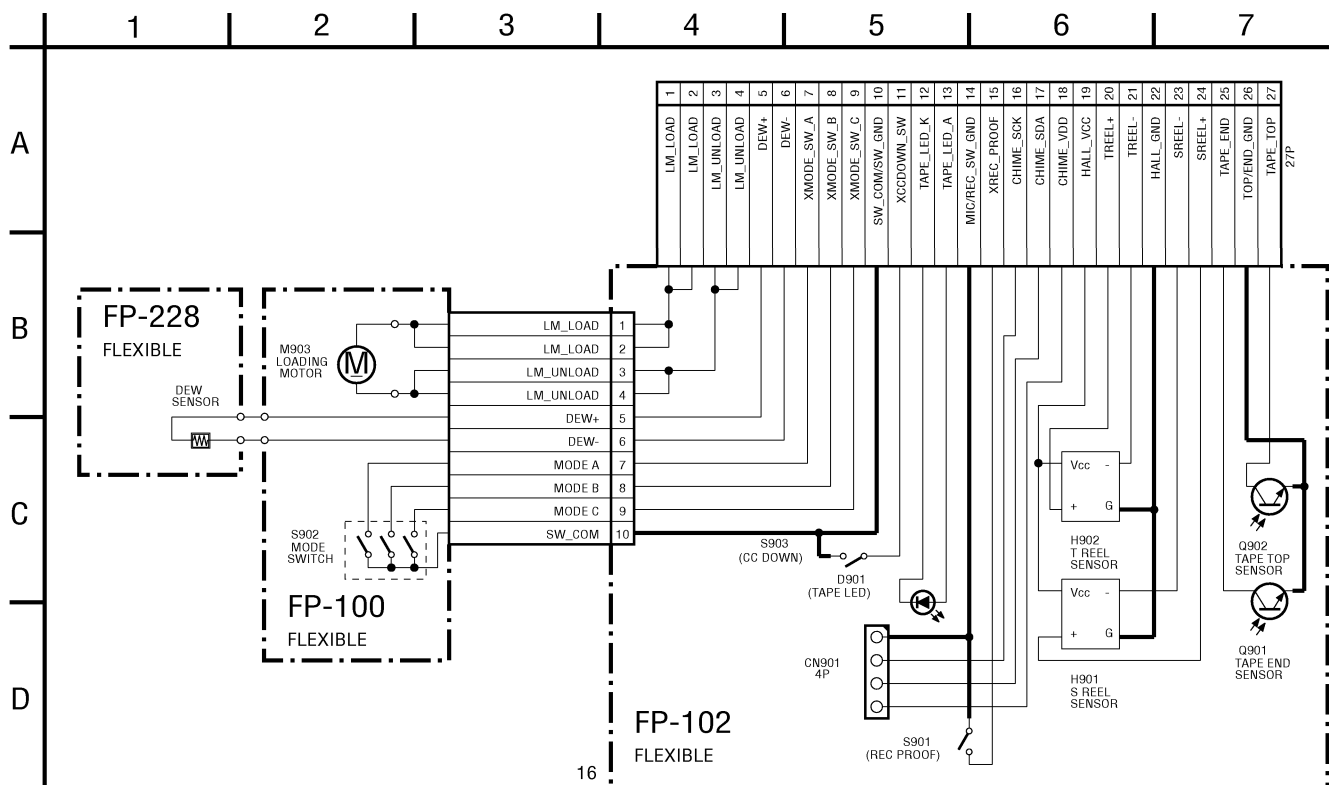 1 2 3 4 5 6 7
A
B
C
D
1 2 3 4 5 6 7 8 9 10 11 12 13 14 15 16 17 18 19 20 21 22 23 24 25 26 27
LM_LOAD
LM_LOAD
LM_UNLOAD
LM_UNLOAD
DEW+
DEW-
XMODE_SW_A
XMODE_SW_B
XMODE_SW_C
SW_COM/SW_GND
XCCDOWN_SW
TAPE_LED_K
TAPE_LED_A
MIC/REC_SW_GND
XREC_PROOF
CHIME_SCK
CHIME_SDA
CHIME_VDD
HALL_VCC
TREEL+
TREEL-
HALL_GND
SREEL-
SREEL+
TAPE_END
TOP/END_GND
TAPE_TOP
27P
FP-228
FLEXIBLE
DEW
SENSOR
M903
LOADING
MOTOR
M
LM_LOAD 1
LM_LOAD 2
LM_UNLOAD 3
LM_UNLOAD 4
DEW+ 5
DEW- 6
MODE A 7
MODE B 8
MODE C 9
SW_COM 10
S902
MODE
SWITCH
FP-100
FLEXIBLE
S903
(CC DOWN)
D901
(TAPE LED)
CN901
4P
S901
(REC PROOF)
Vcc -
+ G
H902
T REEL
SENSOR
Vcc -
+ G
H901
S REEL
SENSOR
Q902
TAPE TOP
SENSOR
Q901
TAPE END
SENSOR
FP-102
FLEXIBLE
16